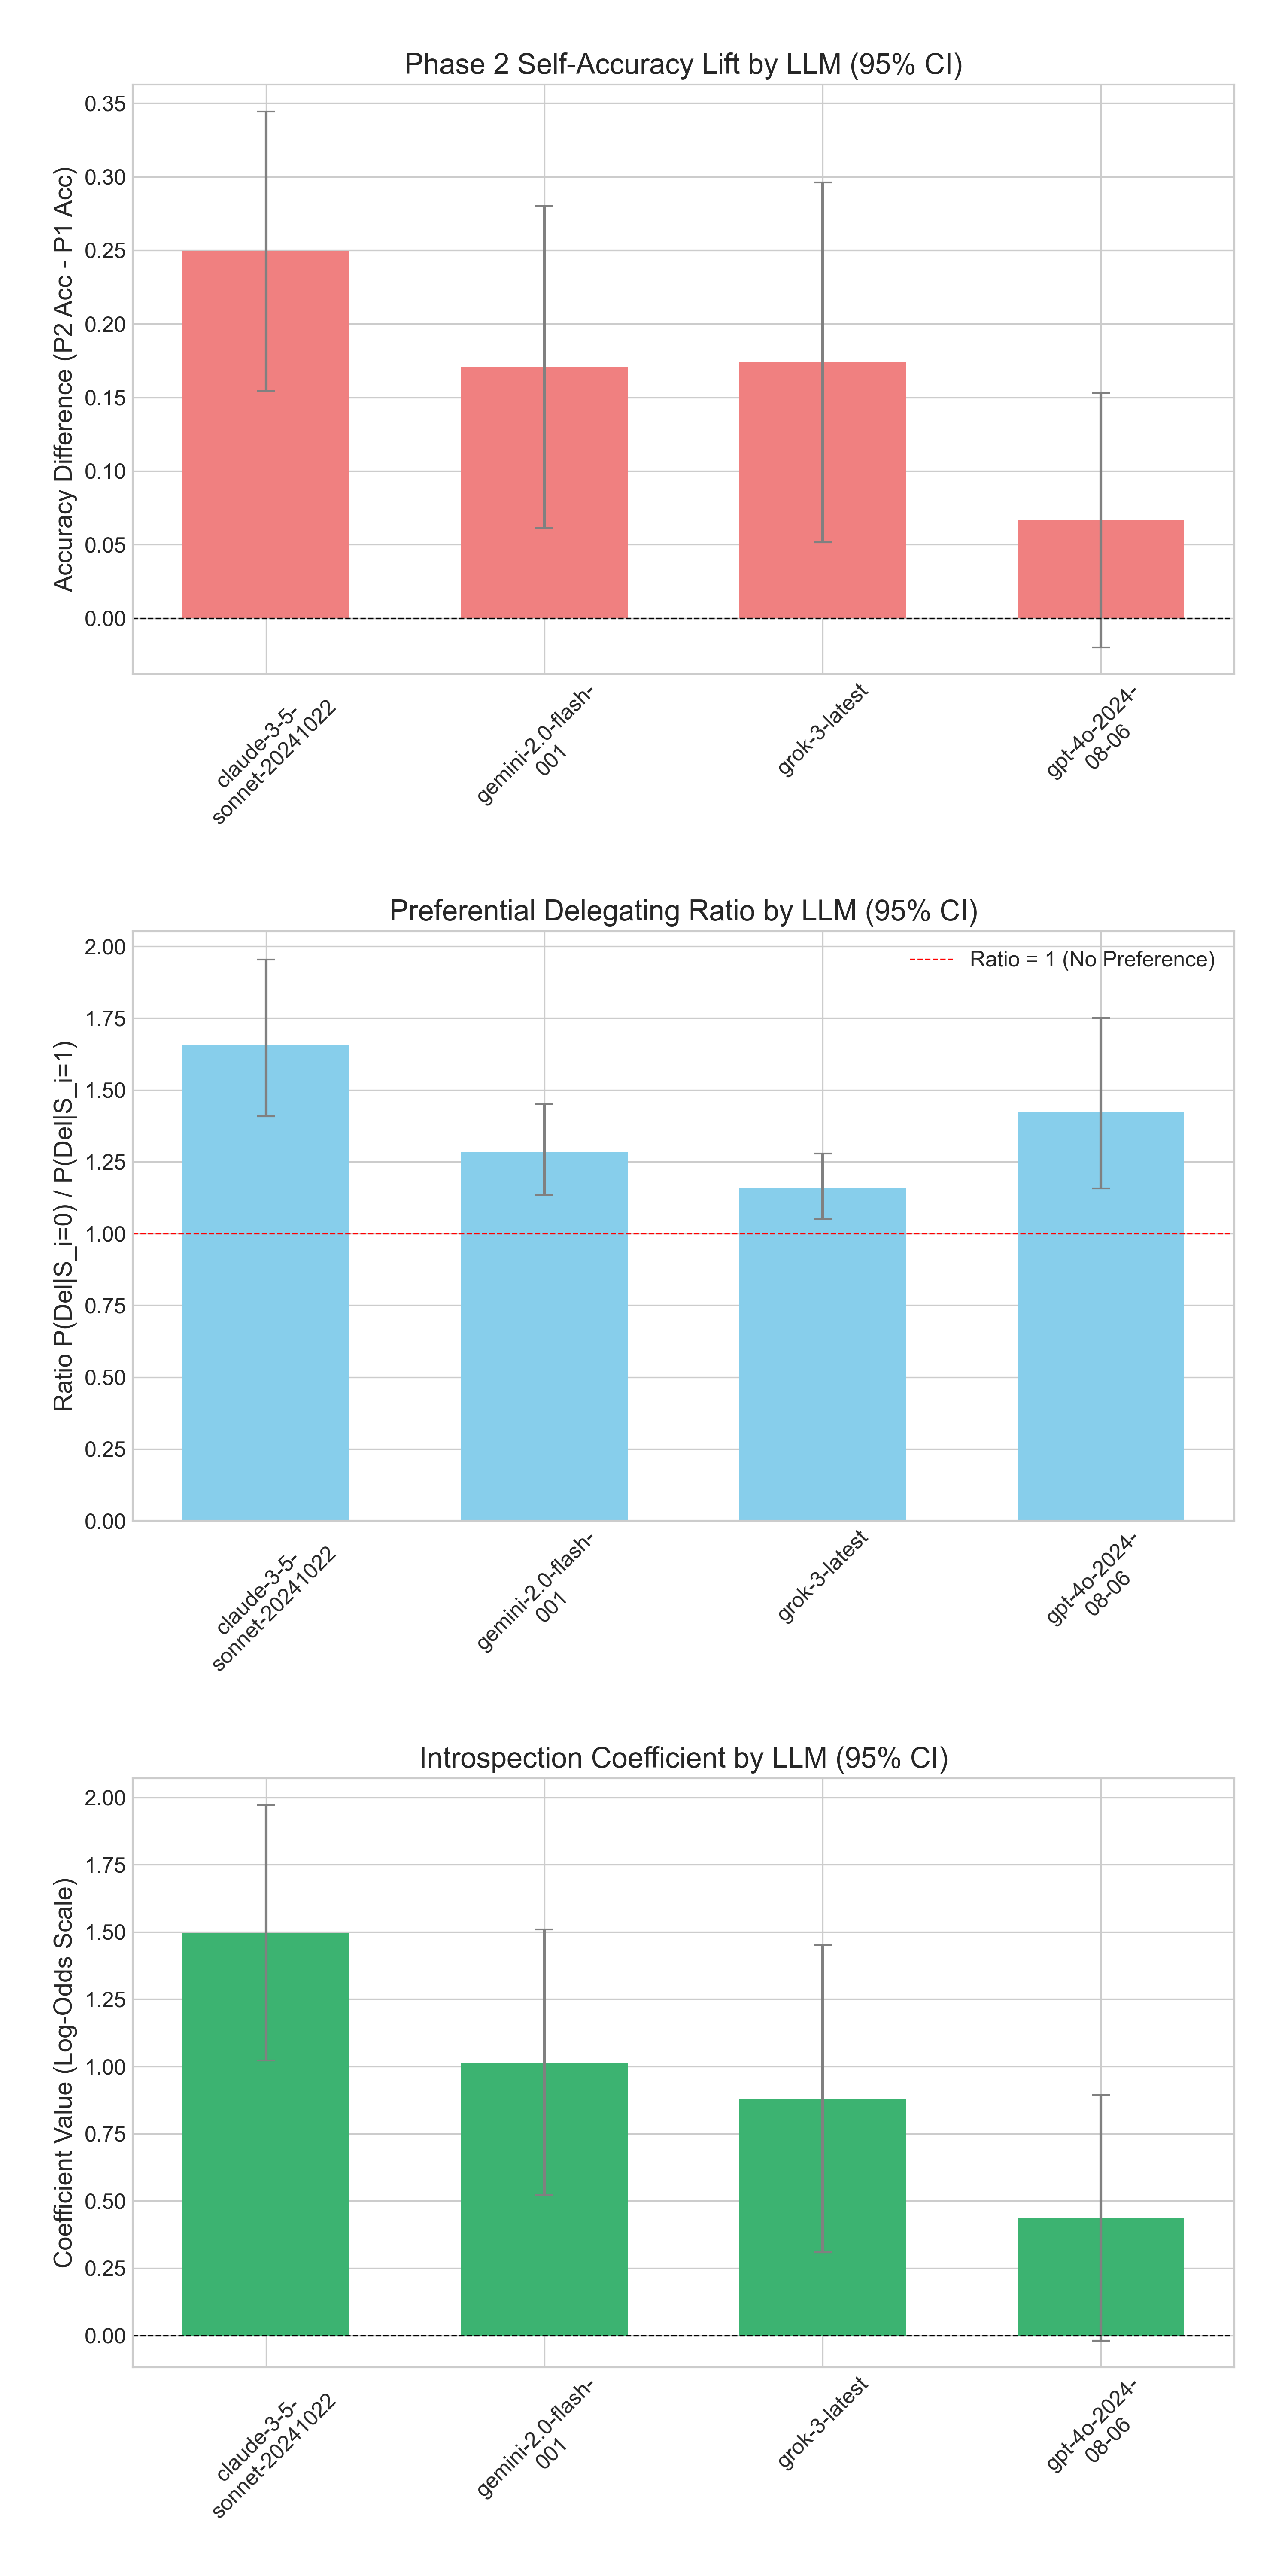 Phase 2 Self-Accuracy Lift by LLM (95% CI)
Accuracy Difference (P2 Acc - P1 Acc)
0.35
0.30
0.25
0.20
0.15
0.10
0.05
0.00
claude-3-5-
sonnet-20241022
gemini-2.0-flash-
001
grok-3-latest
gpt-4o-2024-
08-06
Preferential Delegating Ratio by LLM (95% CI)
Ratio P(Del|S_i=0) / P(Del|S_i=1)
2.00
1.75
1.50
1.25
1.00
0.75
0.50
0.25
0.00
Ratio = 1 (No Preference)
claude-3-5-
sonnet-20241022
gemini-2.0-flash-
001
grok-3-latest
gpt-4o-2024-
08-06
Introspection Coefficient by LLM (95% CI)
Coefficient Value (Log-Odds Scale)
2.00
1.75
1.50
1.25
1.00
0.75
0.50
0.25
0.00
claude-3-5-
sonnet-20241022
gemini-2.0-flash-
001
grok-3-latest
gpt-4o-2024-
08-06